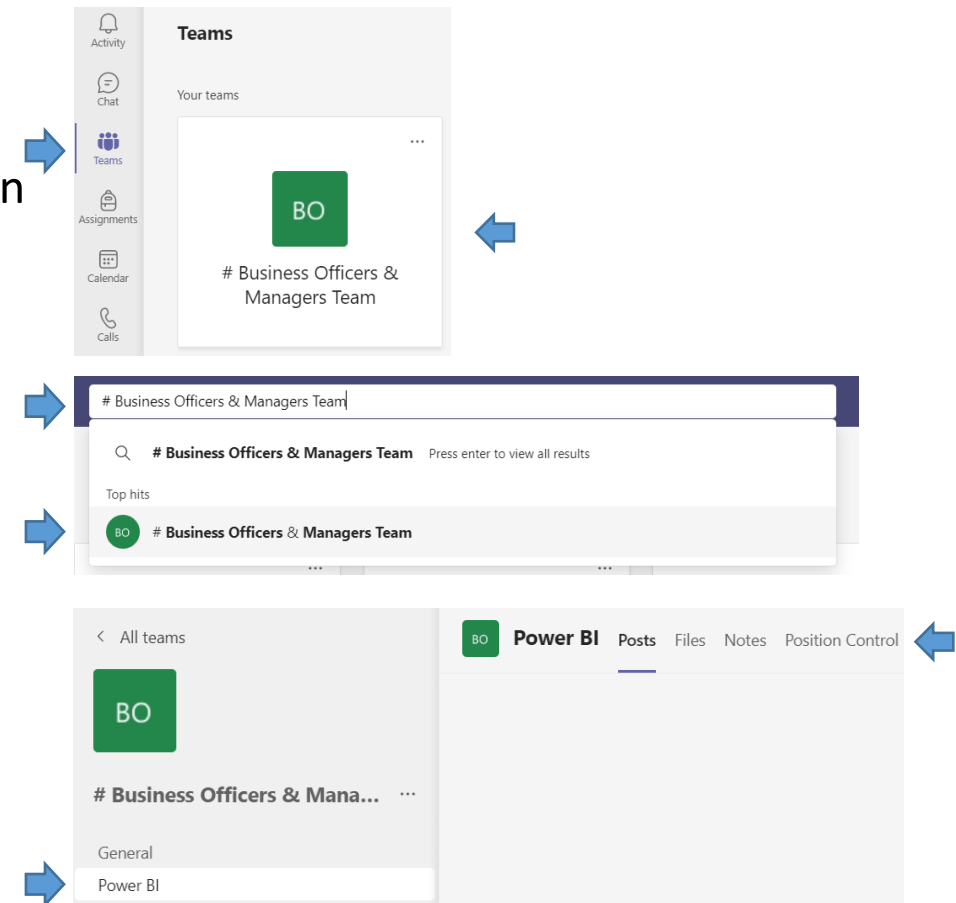 Activity
Teams
Chat
Your teams
...
Teams
n
Assignments
BO
# Business Officers &
Managers Team
Calendar
Calls
# Business Officers & Managers Team
# Business Officers & Managers Team Press enter to view all results
Top hits
BO # Business Officers & Managers Team
... ...
< All teams
BO Power BI Posts Files Notes Position Control
BO
# Business Officers & Mana... ...
General
Power BI